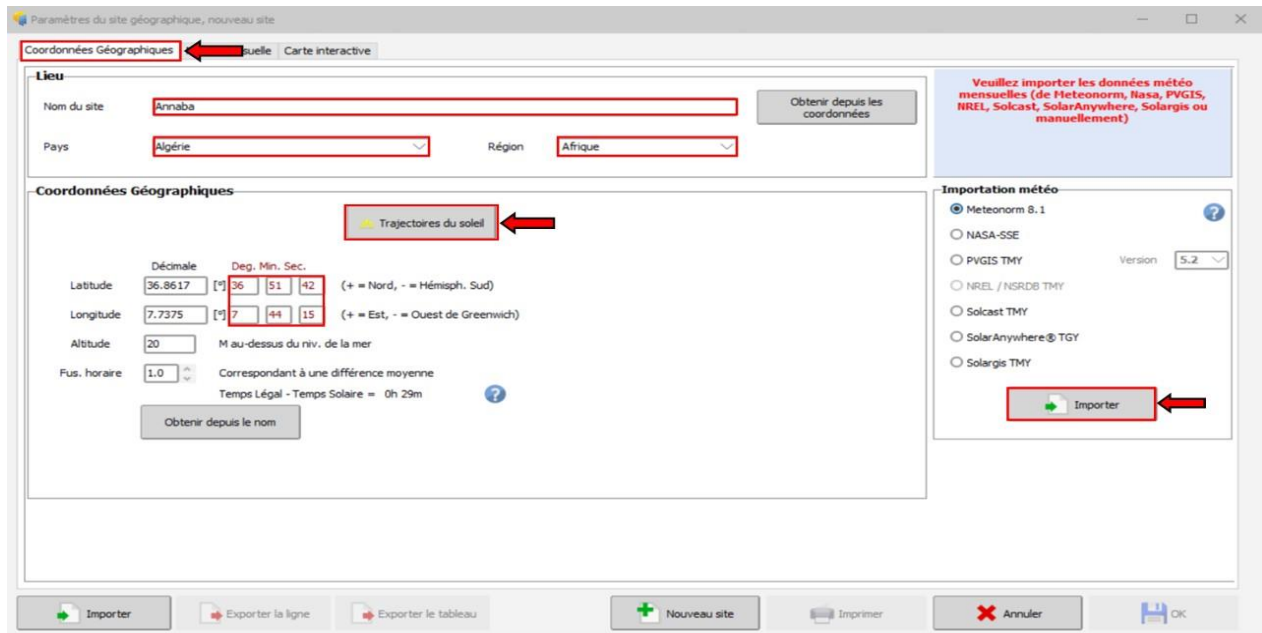 Paramètres du site géographique, nouveau site
Coordonnées Géographiques suelle Carte interactive
Lieu
Nom du site Annaba
Obtenir depuis les
coordonnées
Pays Algérie Région Afrique
Veuillez importer les données météo
mensuelles (de Meteonorm, Nasa, PVGIS,
NREL, Solcast, SolarAnywhere, Solargis ou
manuellement)
Coordonnées Géographiques
Trajectoires du soleil
Décimale Deg. Min. Sec.
Latitude 36.8617 [°] 36 51 42 (+ = Nord, - = Hémisph. Sud)
Longitude 7.7375 [°] 7 44 15 (+ = Est, - = Ouest de Greenwich)
Altitude 20 M au-dessus du niv. de la mer
Fus. horaire 1.0 Correspondant à une différence moyenne
Temps Légal - Temps Solaire = 0h 29m ?
Obtenir depuis le nom
Importation météo
Meteonorm 8.1 ?
NASA-SSE
PVGIS TMY Version 5.2
NREL / NSRDB TMY
Solcast TMY
SolarAnywhere® TGY
Solargis TMY
Importer
Importer Exporter la ligne Exporter le tableau Nouveau site Imprimer Annuler OK